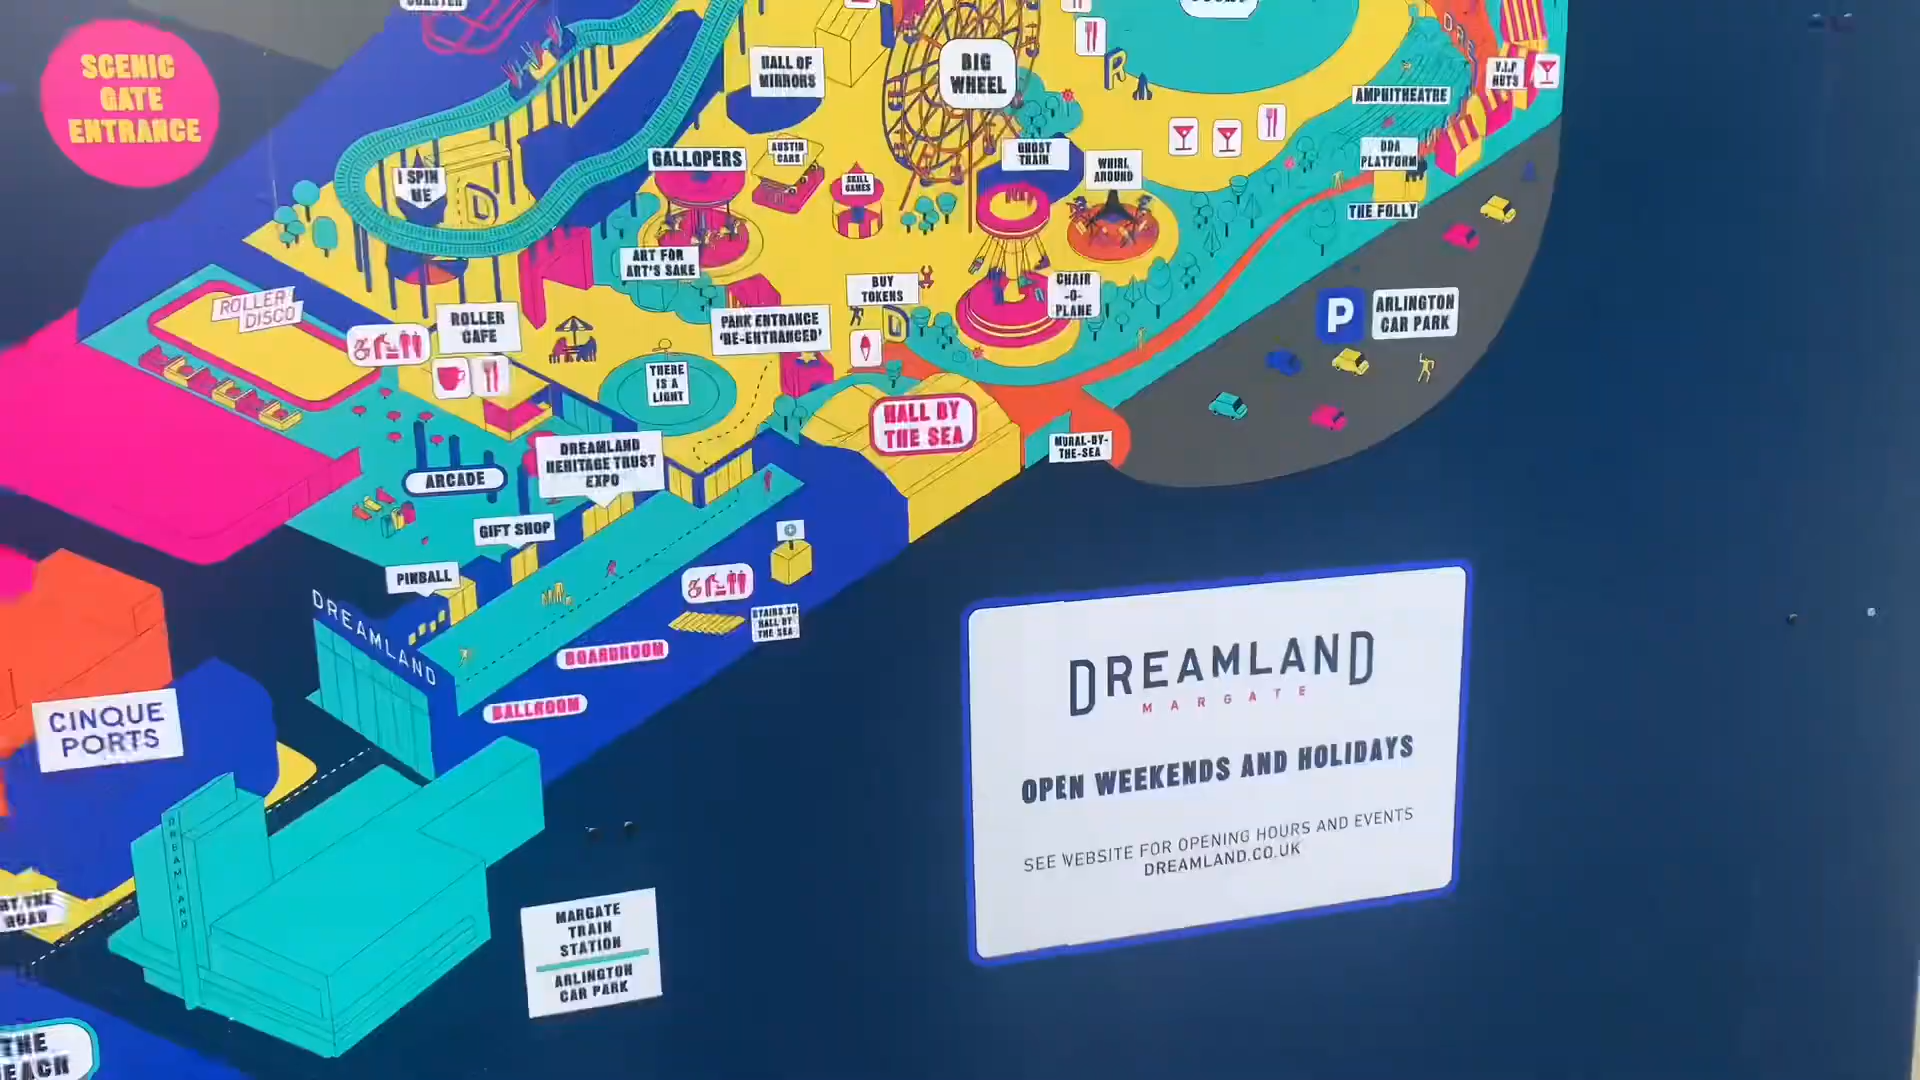 SCENIC
GATE
ENTRANCE
HALL OF
MIRRORS
BIG
WHEEL
R
V.I.P
HUTS
AMPHITHEATRE
I SPIN
ME
D
GALLOPERS
AUSTIN
CARS
SKILL
GAMES
GHOST
TRAIN
WHIRL
AROUND
DDA
PLATFORM
THE FOLLY
ART FOR
ART'S SAKE
BUY
TOKENS
CHAIR
-O-
PLANE
P
ARLINGTON
CAR PARK
ROLLER
DISCO
ROLLER
CAFE
PARK ENTRANCE
'RE-ENTRANCED'
D
THERE
IS A
LIGHT
HALL BY
THE SEA
MURAL-BY-
THE-SEA
DREAMLAND
HERITAGE TRUST
EXPO
ARCADE
GIFT SHOP
PINBALL
DREAMLAND
STAIRS TO
HALL BY
THE SEA
BOARDROOM
BALLROOM
CINQUE
PORTS
DREAMLAND
ROAD
THE
MARGATE
TRAIN
STATION
ARLINGTON
CAR PARK
DREAMLAND
MARGATE
OPEN WEEKENDS AND HOLIDAYS
SEE WEBSITE FOR OPENING HOURS AND EVENTS
DREAMLAND.CO.UK